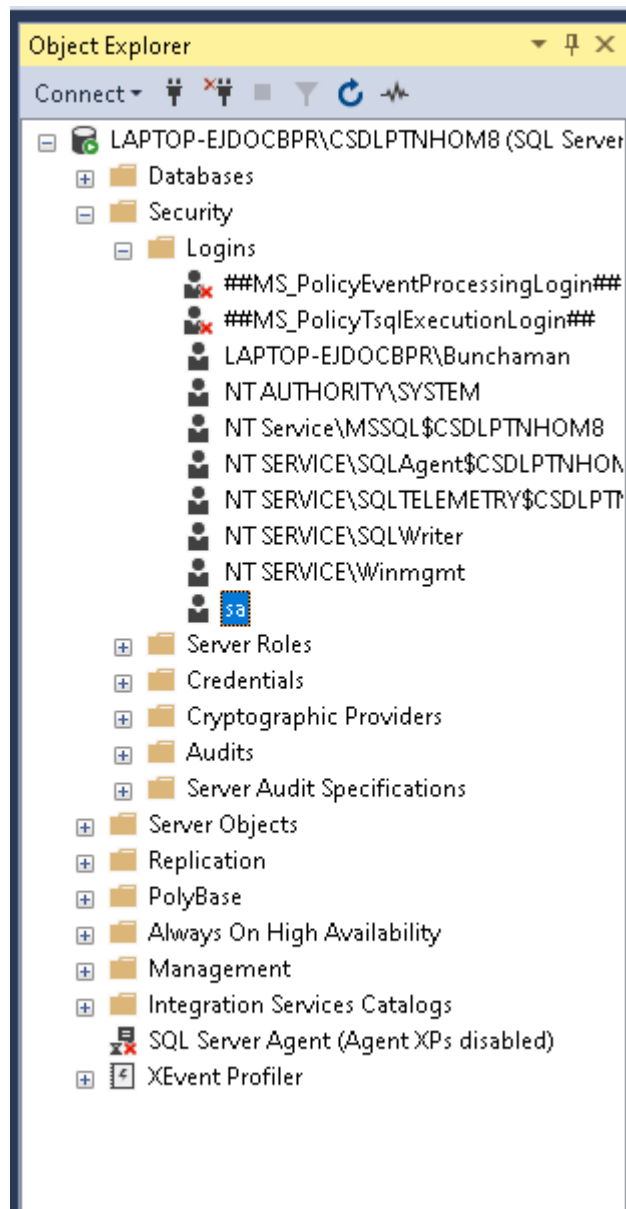 Object Explorer
Connect
LAPTOP-EJDOCBPR\CSDLPTNHOM8 (SQL Server
Databases
Security
Logins
##MS_PolicyEventProcessingLogin##
##MS_PolicyTsqlExecutionLogin##
LAPTOP-EJDOCBPR\Bunchaman
NT AUTHORITY\SYSTEM
NT Service\MSSQL$CSDLPTNHOM8
NT SERVICE\SQLAgent$CSDLPTNHOM
NT SERVICE\SQLTELEMETRY$CSDLPTN
NT SERVICE\SQLWriter
NT SERVICE\Winmgmt
sa
Server Roles
Credentials
Cryptographic Providers
Audits
Server Audit Specifications
Server Objects
Replication
PolyBase
Always On High Availability
Management
Integration Services Catalogs
SQL Server Agent (Agent XPs disabled)
XEvent Profiler